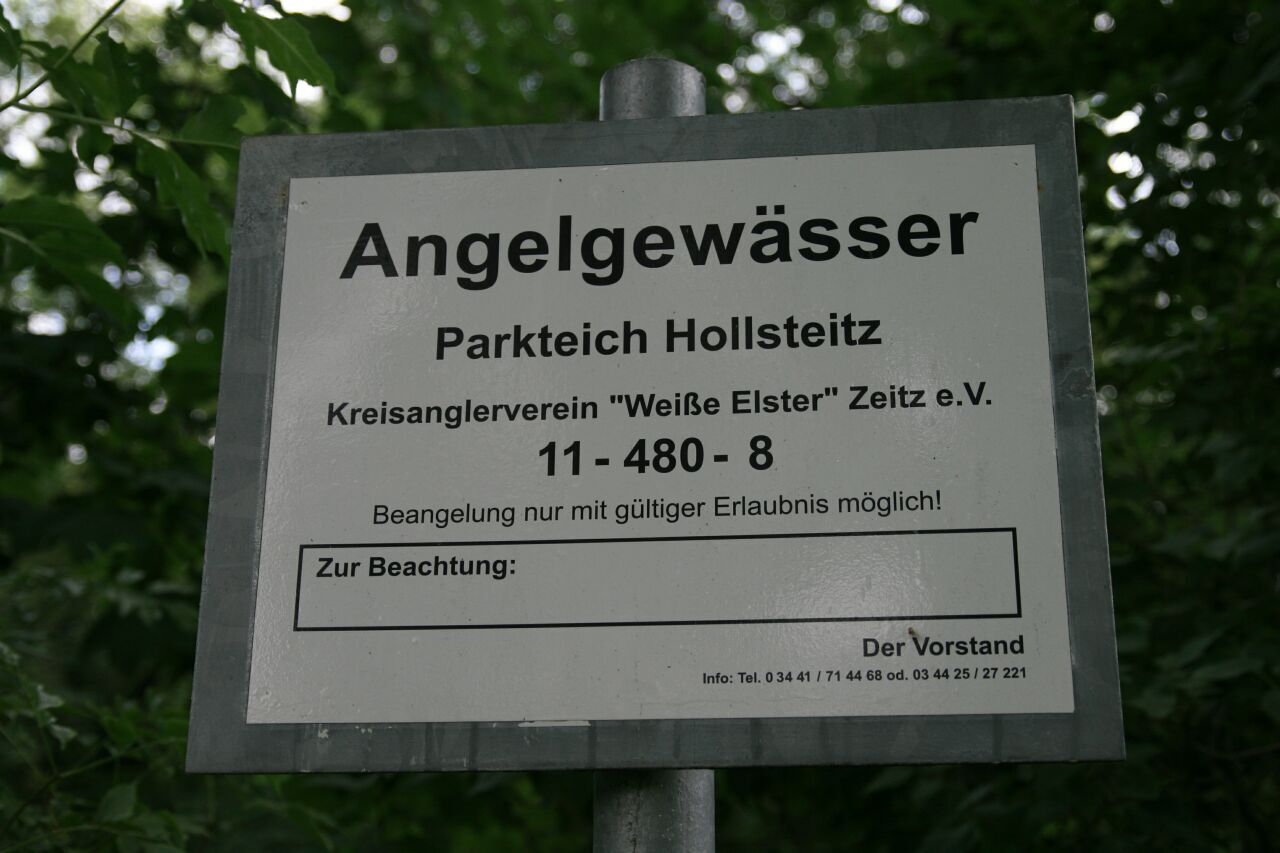 Angelgewässer
Parkteich Hollsteitz
Kreisanglerverein "Weiße Elster" Zeitz e.V.
11 - 480 - 8
Beangelung nur mit gültiger Erlaubnis möglich!
Zur Beachtung:
Der Vorstand
Info: Tel. 0 34 41 / 71 44 68 od. 03 44 25 / 27 221